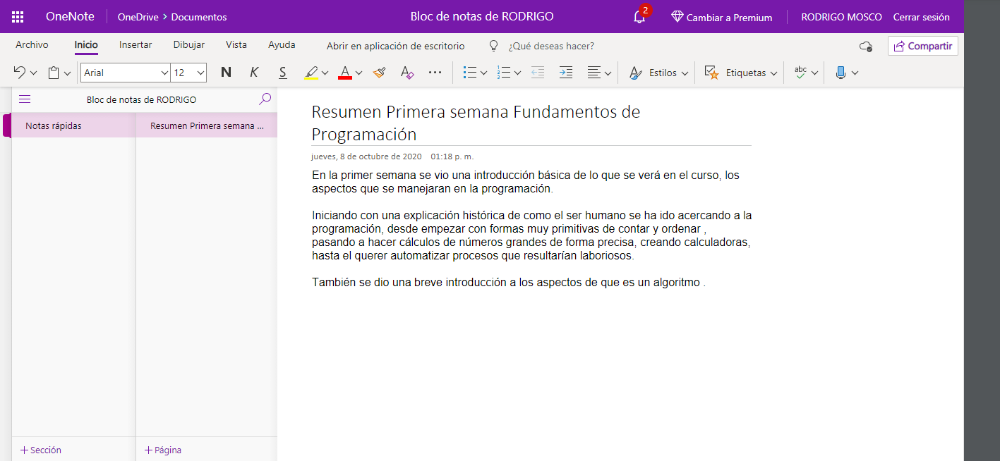 OneNote OneDrive > Documentos Bloc de notas de RODRIGO 2 Cambiar a Premium RODRIGO MOSCO Cerrar sesión
Archivo Inicio Insertar Dibujar Vista Ayuda Abrir en aplicación de escritorio ¿Qué deseas hacer? Compartir
Arial 12 N K S A A Estilos Etiquetas abc
Bloc de notas de RODRIGO
Notas rápidas
Resumen Primera semana ...
Resumen Primera semana Fundamentos de
Programación
jueves, 8 de octubre de 2020 01:18 p. m.
En la primer semana se vio una introducción básica de lo que se verá en el curso, los
aspectos que se manejaran en la programación.
Iniciando con una explicación histórica de como el ser humano se ha ido acercando a la
programación, desde empezar con formas muy primitivas de contar y ordenar ,
pasando a hacer cálculos de números grandes de forma precisa, creando calculadoras,
hasta el querer automatizar procesos que resultarían laboriosos.
También se dio una breve introducción a los aspectos de que es un algoritmo .
+ Sección
+ Página